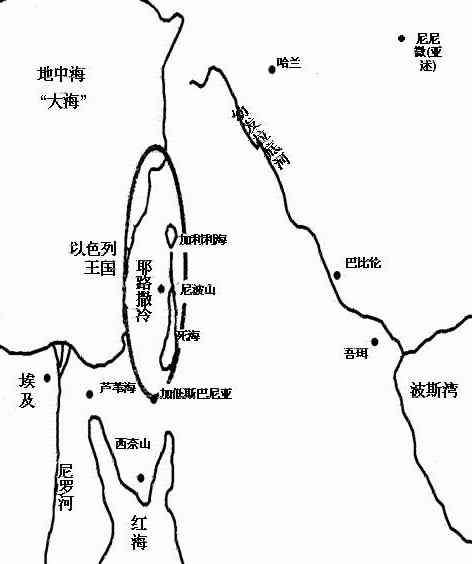 地中海
“大海”
哈兰
尼尼
微(亚
述)
幼发拉底河
以色列
王国
耶路撒冷
加利利海
尼波山
死海
巴比伦
吾珥
波斯湾
埃及
芦苇海
加低斯巴尼亚
西奈山
尼罗河
红海